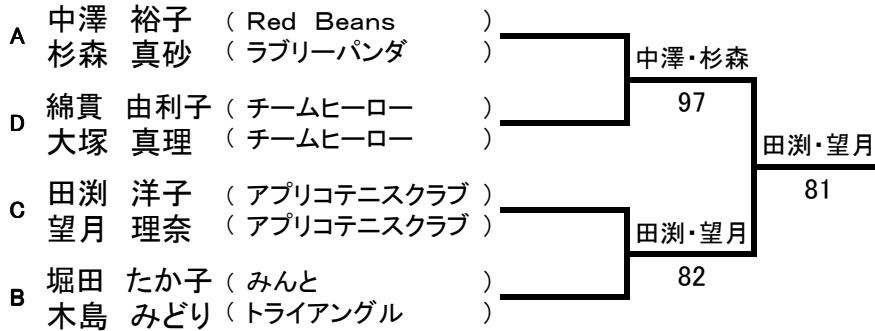 A 中澤 裕子 ( Red Beans )
杉森 真砂 ( ラブリーパンダ )
中澤・杉森
97
D 綿貫 由利子 ( チームヒーロー )
大塚 真理 ( チームヒーロー )
田渕・望月
81
C 田渕 洋子 ( アプリコテニスクラブ )
望月 理奈 ( アプリコテニスクラブ )
田渕・望月
82
B 堀田 たか子 ( みんと )
木島 みどり ( トライアングル )